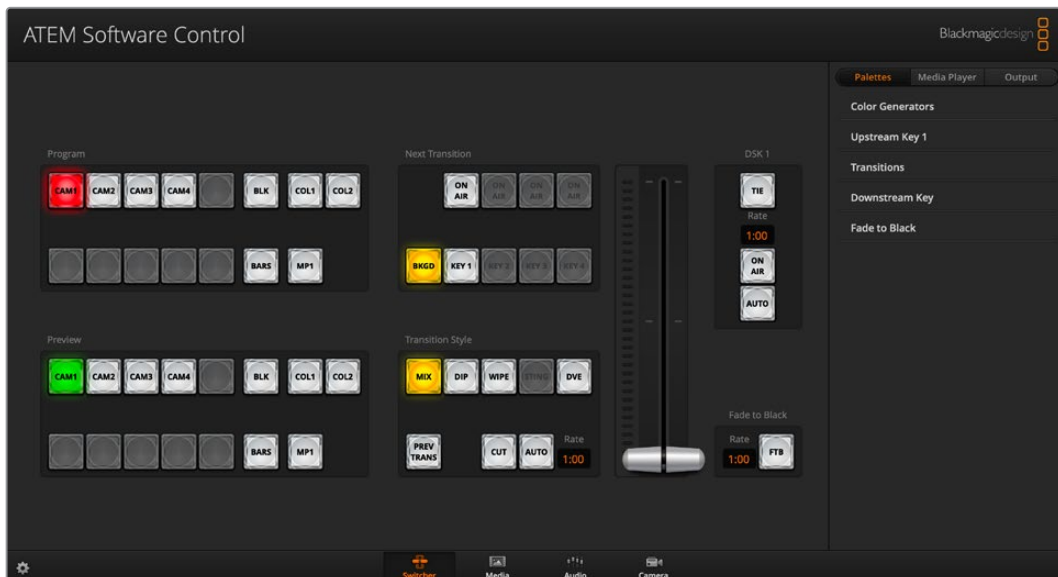 ATEM Software Control
Blackmagicdesign
Palettes Media Player Output
Color Generators
Upstream Key 1
Transitions
Downstream Key
Fade to Black
Program
CAM1 CAM2 CAM3 CAM4 BLK COL1 COL2
BARS MP1
Next Transition
ON AIR ON AIR ON AIR ON AIR
BKGD KEY 1 KEY 2 KEY 3 KEY 4
DSK 1
TIE
Rate
1:00
ON AIR
AUTO
Preview
CAM1 CAM2 CAM3 CAM4 BLK COL1 COL2
BARS MP1
Transition Style
MIX DIP WIPE STING DVE
PREV TRANS CUT AUTO Rate 1:00
Fade to Black
Rate
1:00 FTB
Switcher Media Audio Camera